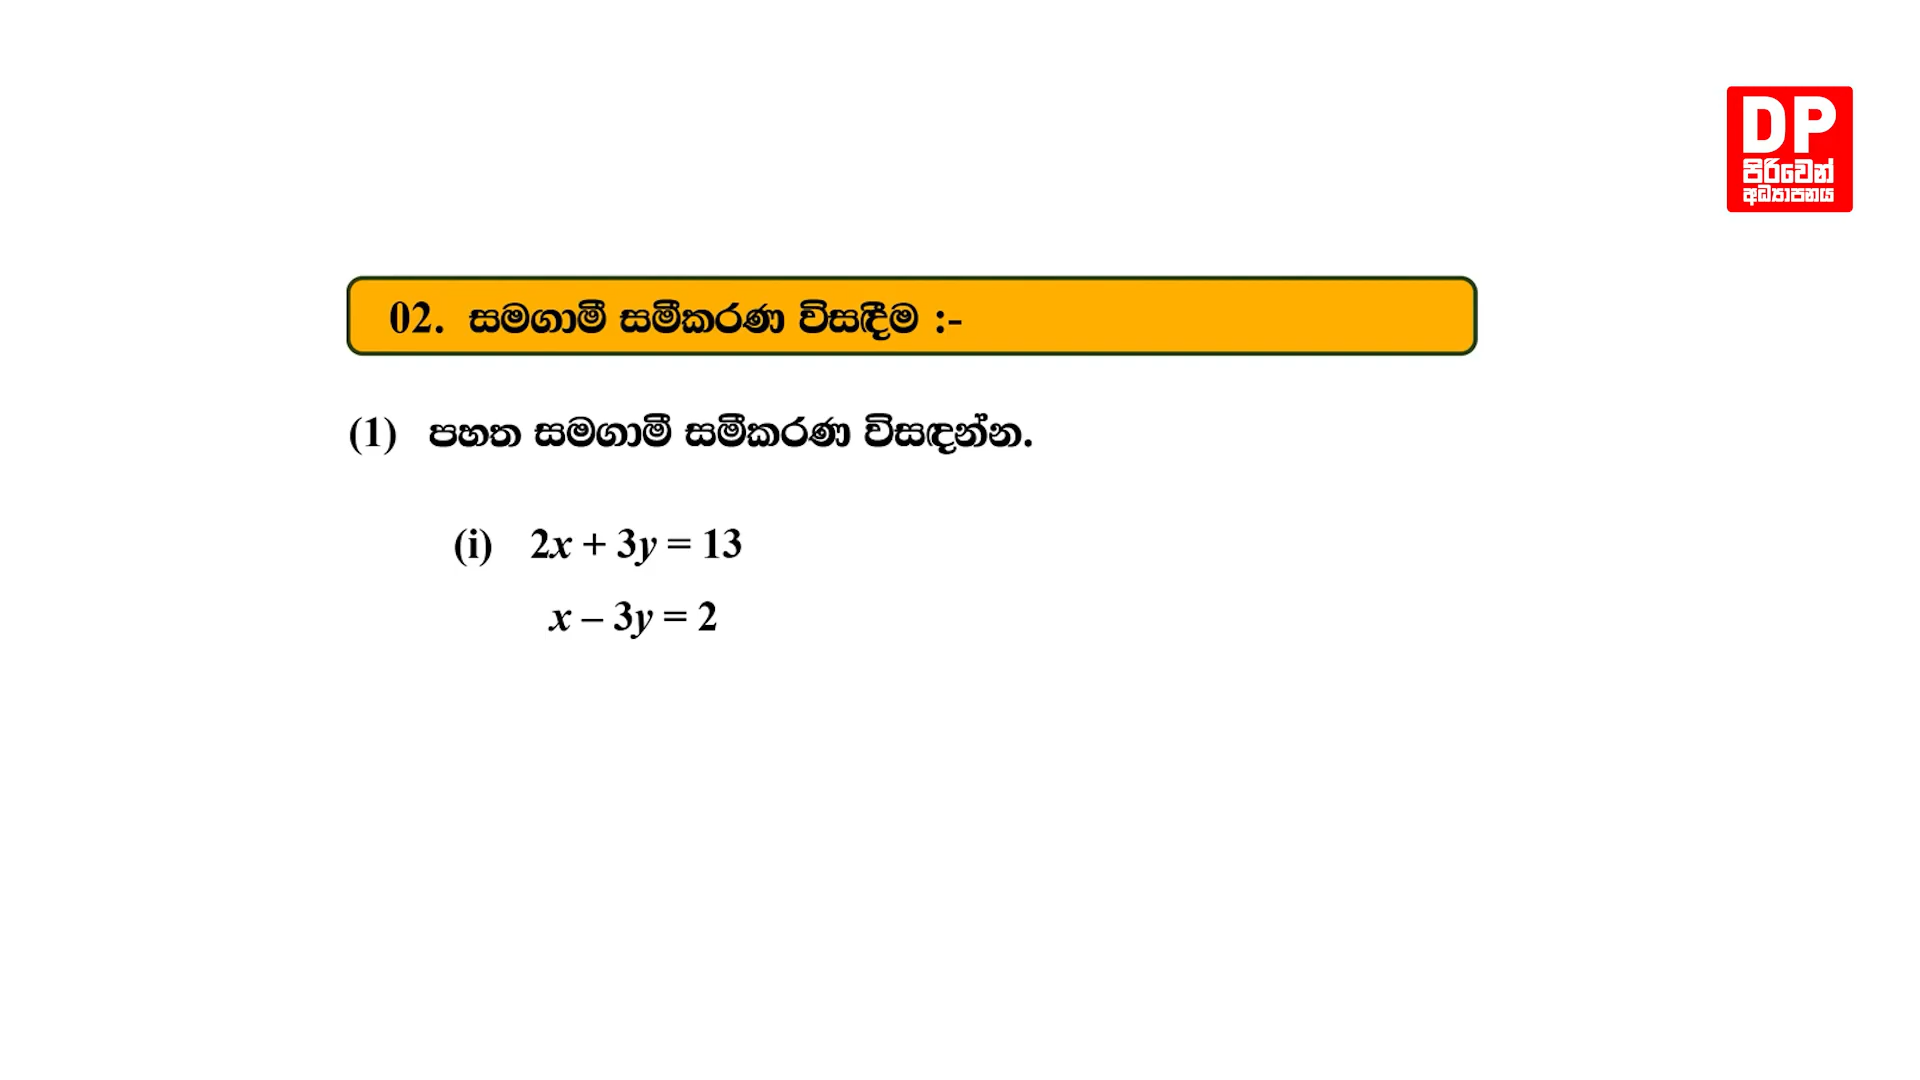 DP
පිරිවෙන්
අධ්‍යාපනය
02. සමගාමී සමීකරණ විසඳීම :-
(1) පහත සමගාමී සමීකරණ විසඳන්න.
(i) 2x + 3y = 13
x – 3y = 2